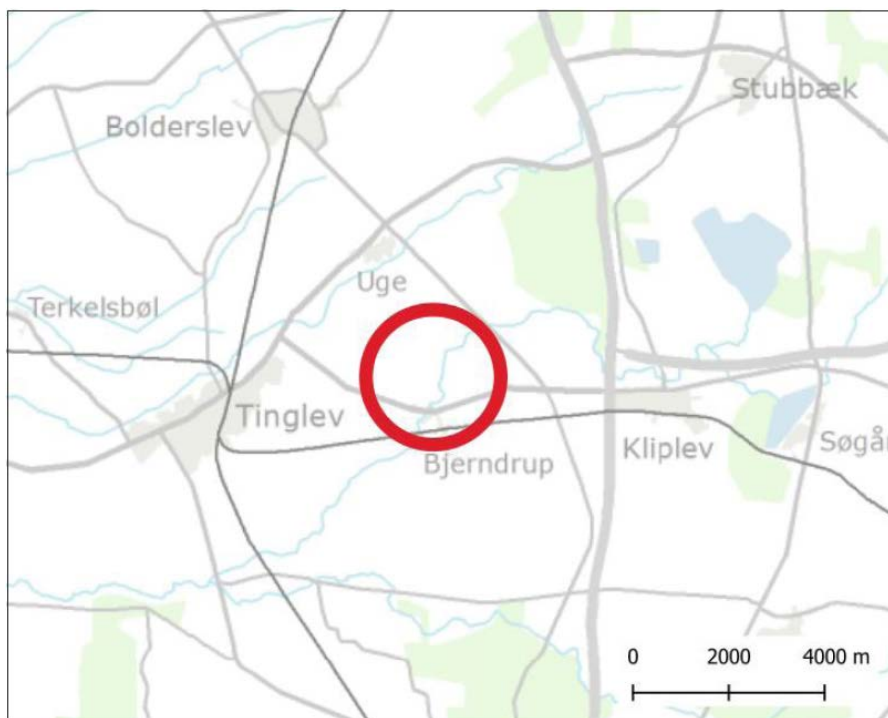 Stubbæk
Bolderslev
Uge
Terkelsbøl
Tinglev
Bjerndrup
Kliplev
Søgår
0 2000 4000 m